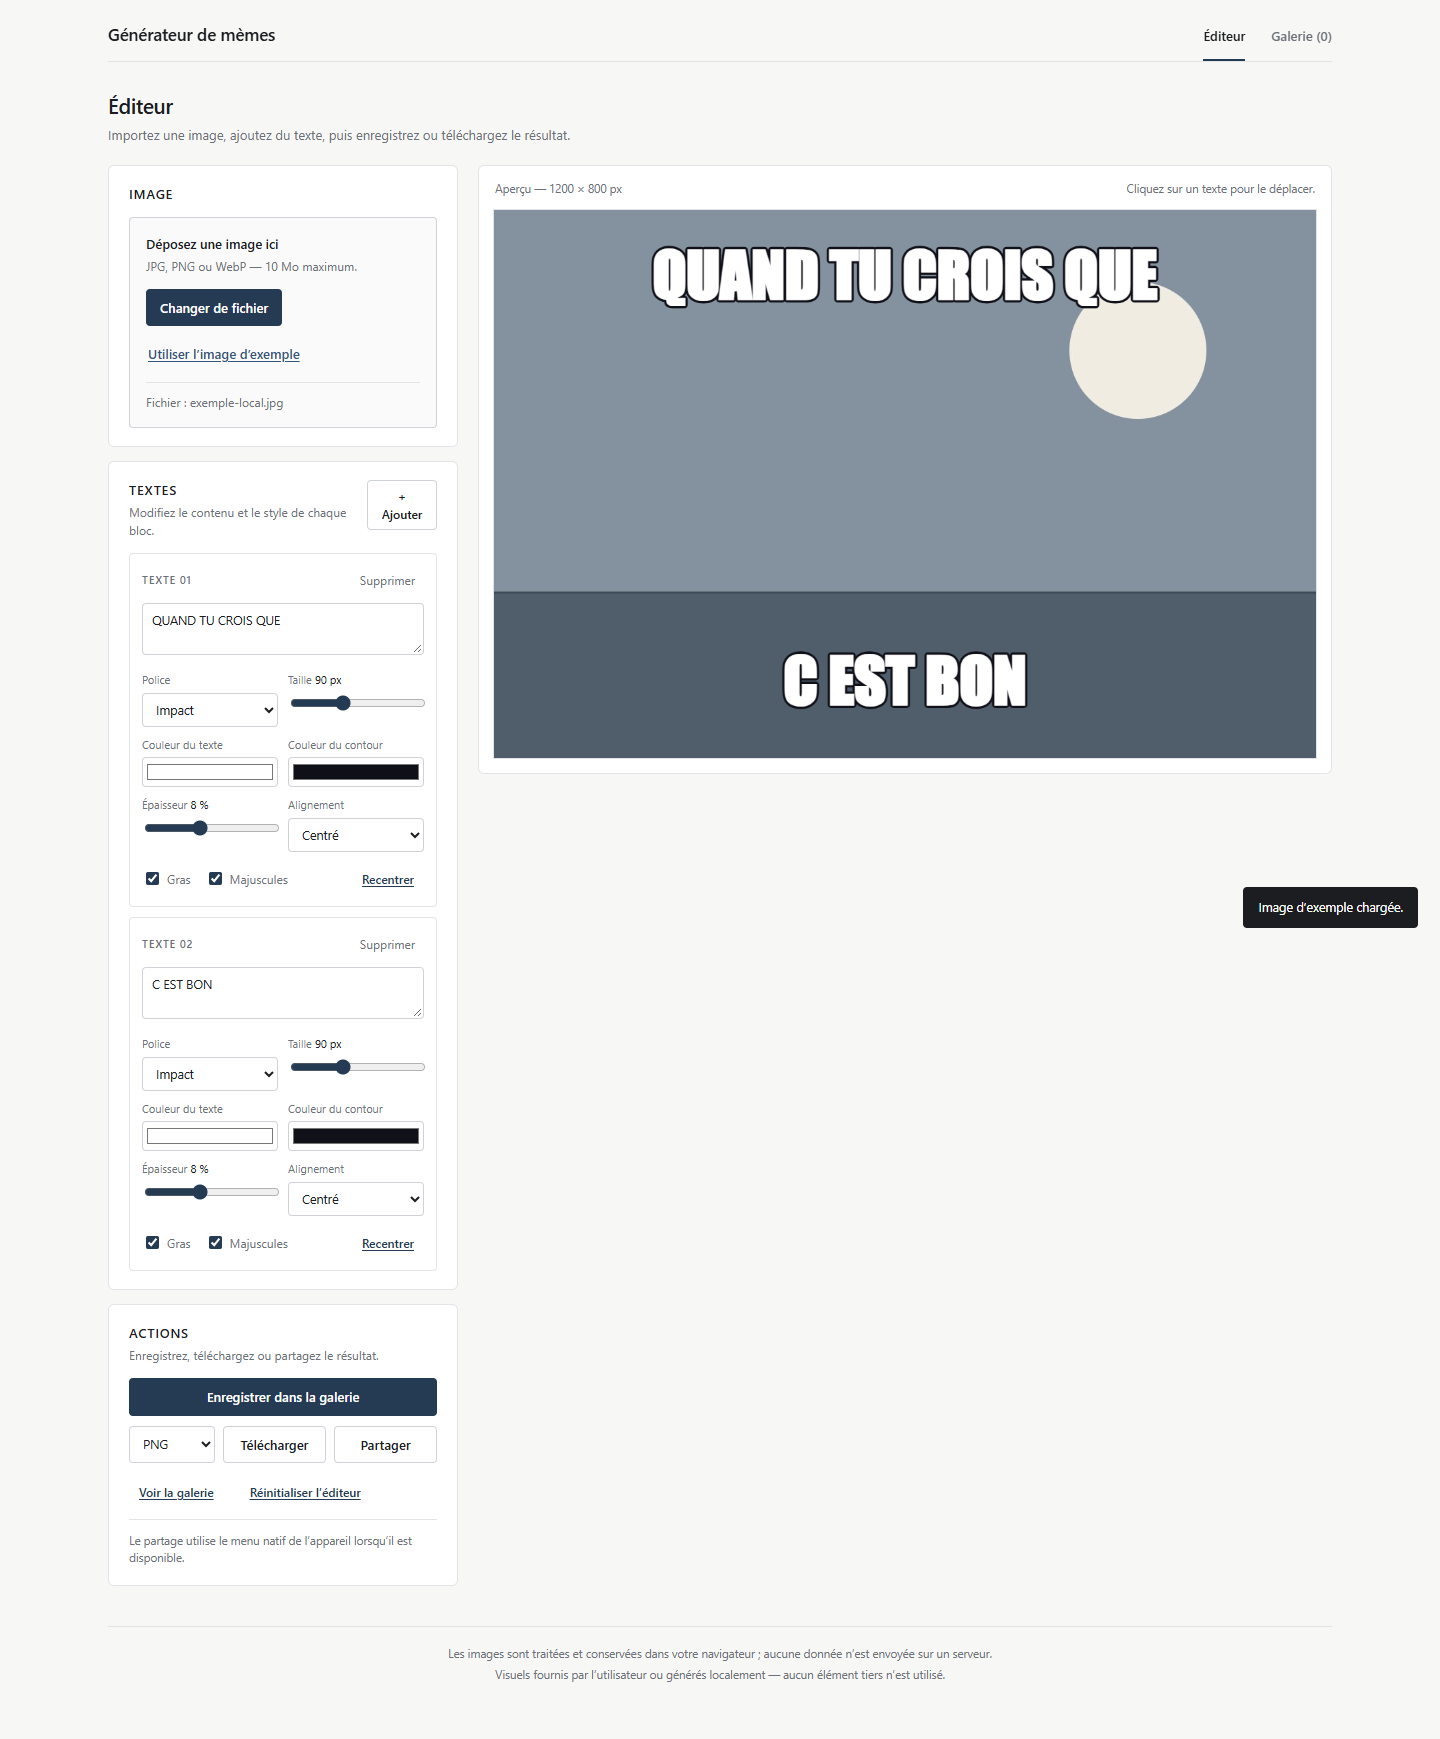 Générateur de mèmes
Éditeur
Galerie (0)
Éditeur
Importez une image, ajoutez du texte, puis enregistrez ou téléchargez le résultat.
IMAGE
Déposez une image ici
JPG, PNG ou WebP — 10 Mo maximum.
Changer de fichier
Utiliser l’image d’exemple
Fichier : exemple-local.jpg
TEXTES
Modifiez le contenu et le style de chaque
bloc.
+
Ajouter
TEXTE 01
Supprimer
QUAND TU CROIS QUE
Police
Taille 90 px
Impact
Couleur du texte
Couleur du contour
Épaisseur 8 %
Alignement
Centré
Gras
Majuscules
Recentrer
TEXTE 02
Supprimer
C EST BON
Police
Taille 90 px
Impact
Couleur du texte
Couleur du contour
Épaisseur 8 %
Alignement
Centré
Gras
Majuscules
Recentrer
ACTIONS
Enregistrez, téléchargez ou partagez le résultat.
Enregistrer dans la galerie
PNG
Télécharger
Partager
Voir la galerie
Réinitialiser l’éditeur
Le partage utilise le menu natif de l’appareil lorsqu’il est
disponible.
Aperçu — 1200 × 800 px
Cliquez sur un texte pour le déplacer.
QUAND TU CROIS QUE
C EST BON
Image d’exemple chargée.
Les images sont traitées et conservées dans votre navigateur ; aucune donnée n’est envoyée sur un serveur.
Visuels fournis par l’utilisateur ou générés localement — aucun élément tiers n’est utilisé.